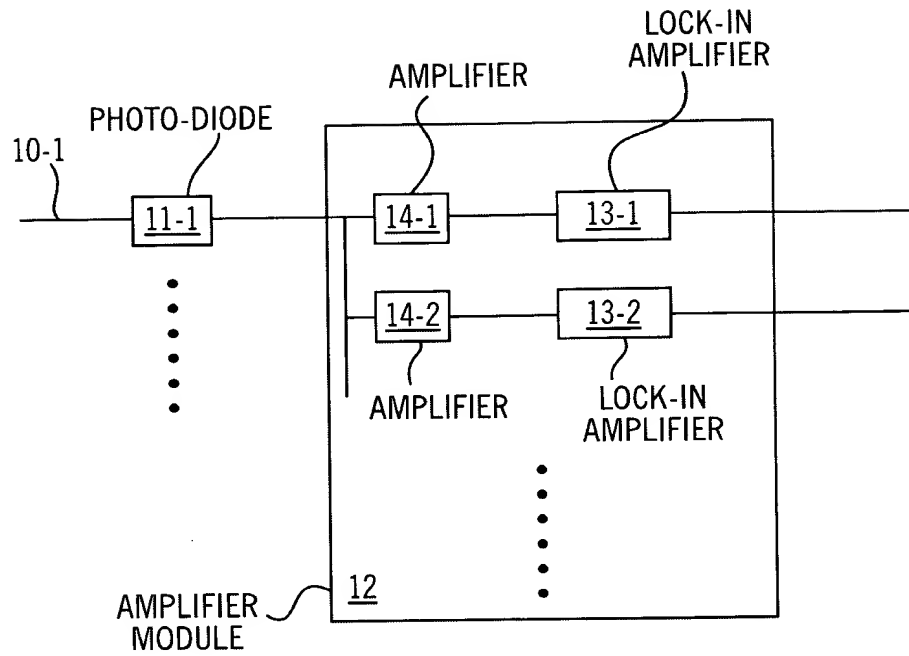 LOCK-IN
AMPLIFIER
AMPLIFIER
PHOTO-DIODE
10-1
11-1
14-1
13-1
14-2
13-2
AMPLIFIER
LOCK-IN
AMPLIFIER
12
AMPLIFIER
MODULE